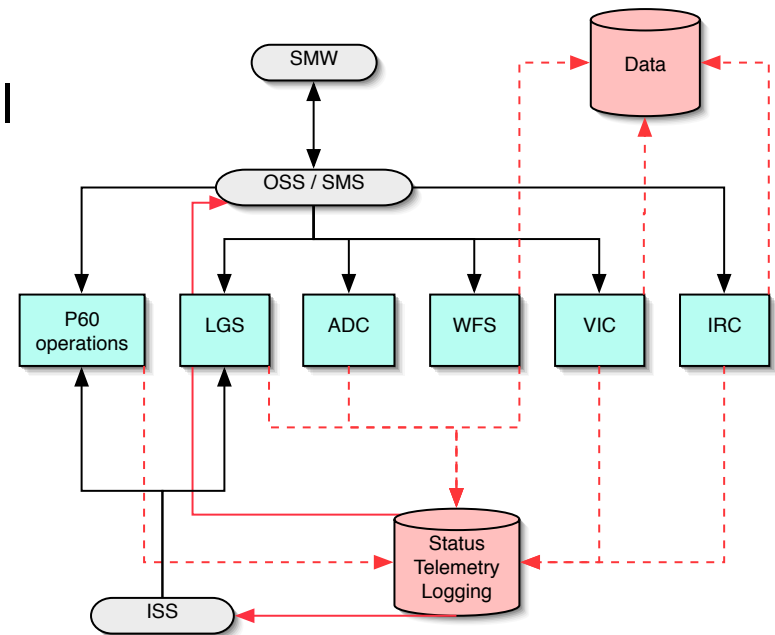 SMW
Data
OSS / SMS
P60
operations
LGS
ADC
WFS
VIC
IRC
Status
Telemetry
Logging
ISS